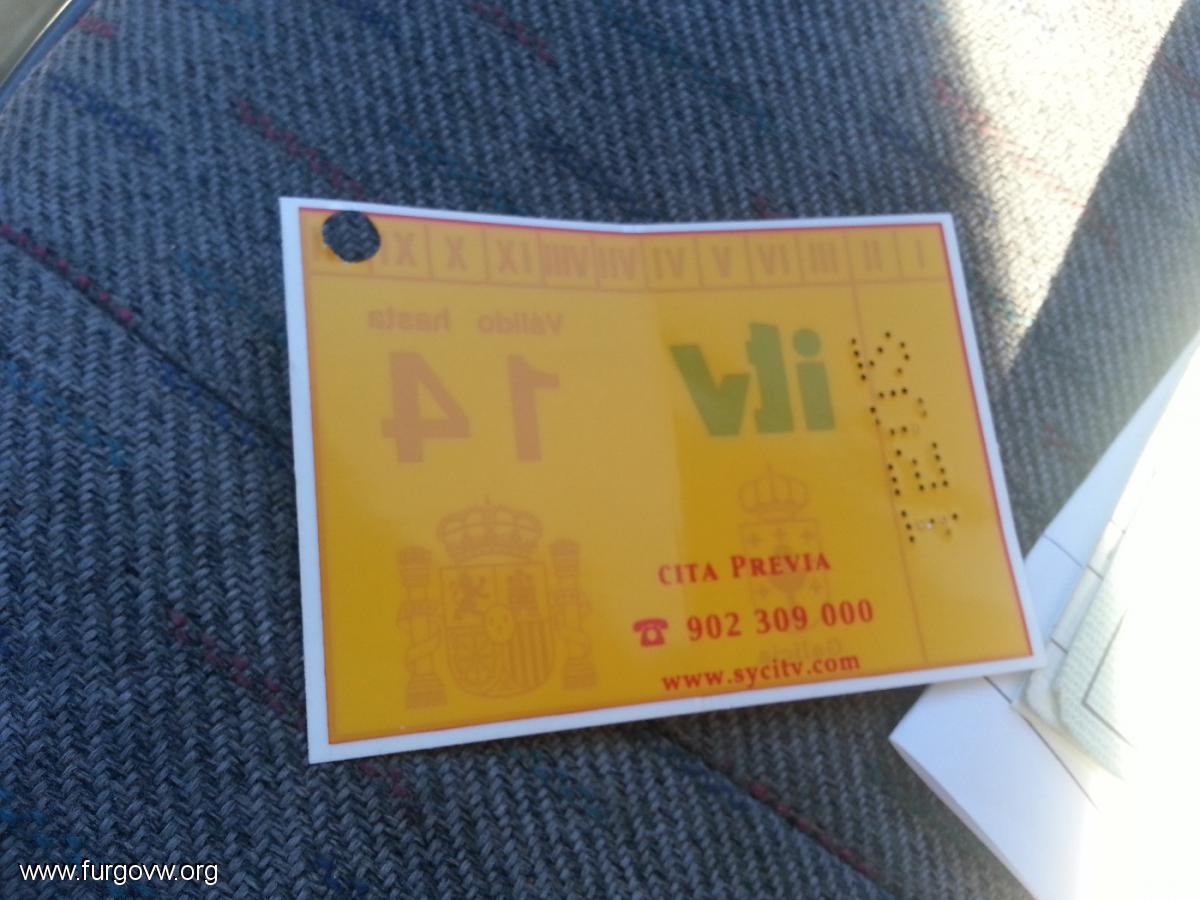 I II III IV V VI VII VIII IX X XI
Válido hasta
14
itv
CITA PREVIA
☎ 902 309 000
Galicia
www.sycitv.com
www.furgovw.org